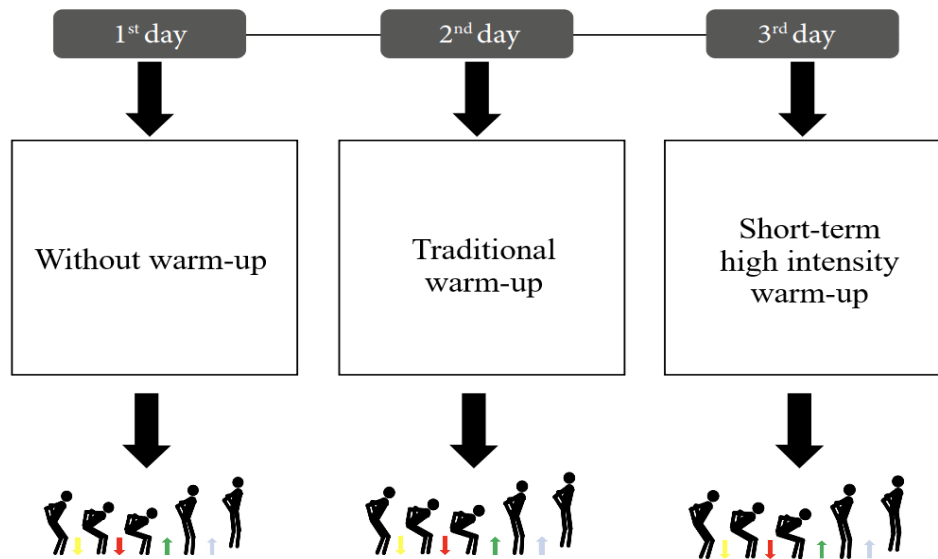 1st day
2nd day
3rd day
Without warm-up
Traditional
warm-up
Short-term
high intensity
warm-up